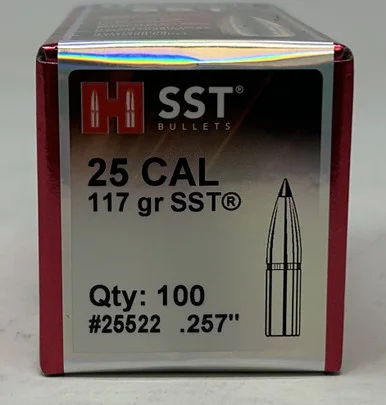 SST®
BULLETS
25 CAL
117 gr SST®
Qty: 100
#25522 .257"